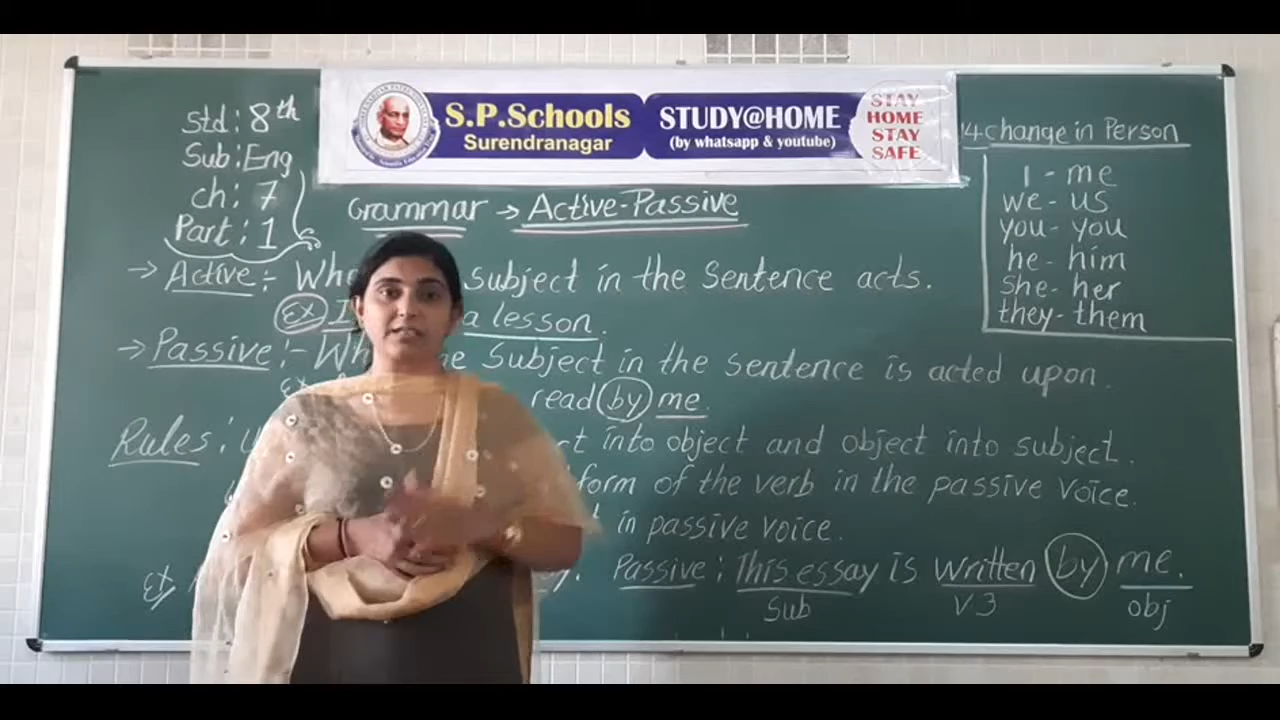 Std: 8th
Sub: Eng
ch: 7
Part: 1
S.P.Schools
Surendranagar
STUDY@HOME
(by whatsapp & youtube)
STAY
HOME
STAY
SAFE
Grammar → Active-Passive
→ Active :- subject in the sentence acts.
Ex I a lesson.
→ Passive :- the subject in the sentence is acted upon.
read by me.
Rules: into object and object into subject.
form of the verb in the passive voice.
in passive voice.
Ex Passive: This essay is written by me.
Sub V3 obj
4 change in Person
I - me
we - us
you - you
he - him
she - her
they - them